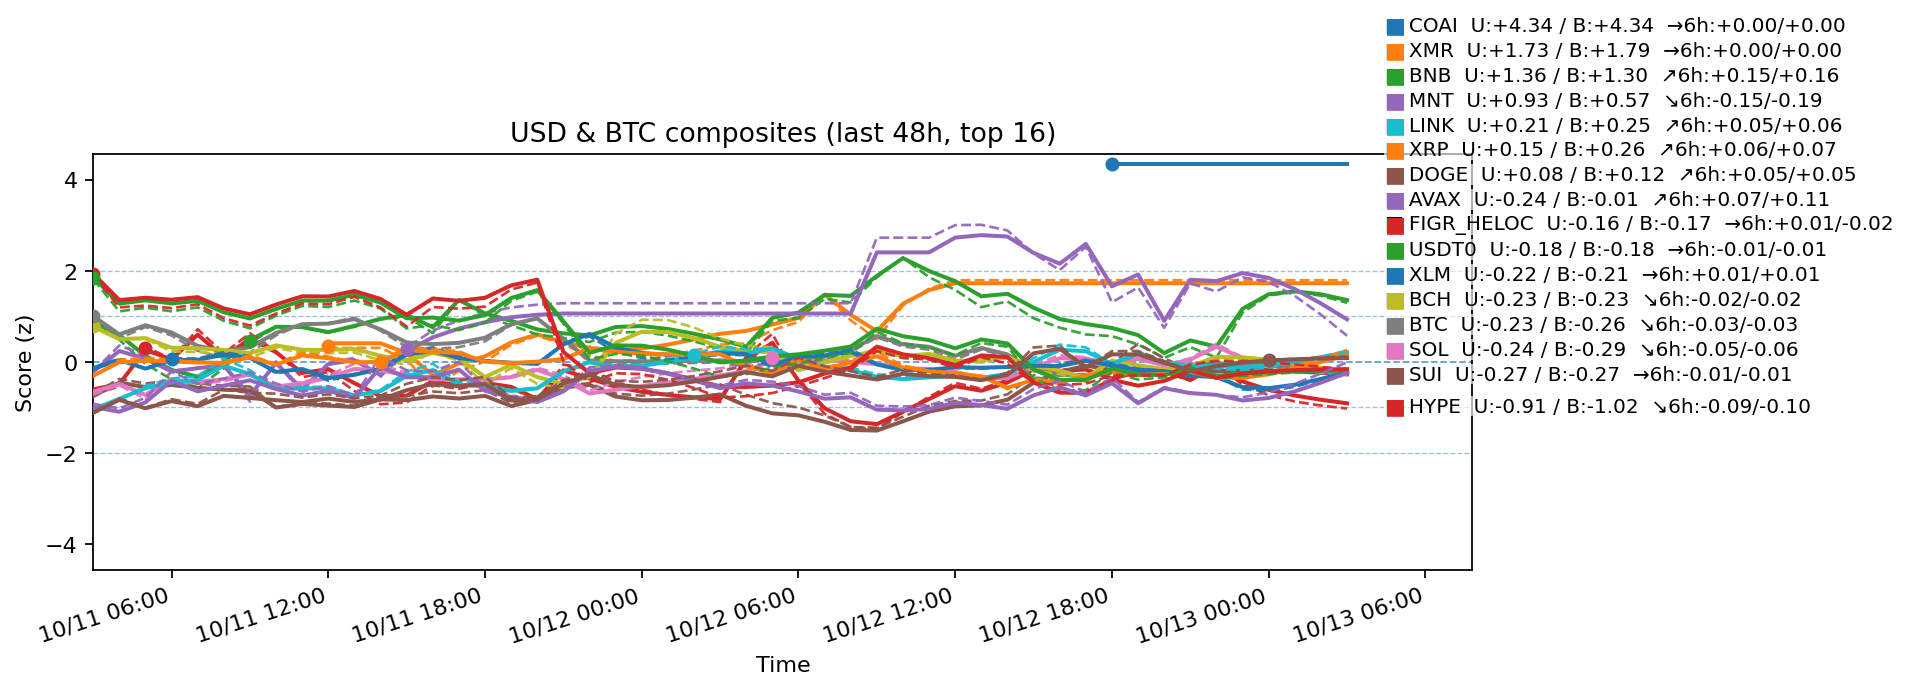 COAI U:+4.34 / B:+4.34 →6h:+0.00/+0.00
XMR U:+1.73 / B:+1.79 →6h:+0.00/+0.00
BNB U:+1.36 / B:+1.30 ↗6h:+0.15/+0.16
MNT U:+0.93 / B:+0.57 ↘6h:-0.15/-0.19
LINK U:+0.21 / B:+0.25 ↗6h:+0.05/+0.06
XRP U:+0.15 / B:+0.26 ↗6h:+0.06/+0.07
DOGE U:+0.08 / B:+0.12 ↗6h:+0.05/+0.05
AVAX U:-0.24 / B:-0.01 ↗6h:+0.07/+0.11
FIGR_HELOC U:-0.16 / B:-0.17 →6h:+0.01/-0.02
USDT0 U:-0.18 / B:-0.18 →6h:-0.01/-0.01
XLM U:-0.22 / B:-0.21 →6h:+0.01/+0.01
BCH U:-0.23 / B:-0.23 ↘6h:-0.02/-0.02
BTC U:-0.23 / B:-0.26 ↘6h:-0.03/-0.03
SOL U:-0.24 / B:-0.29 ↘6h:-0.05/-0.06
SUI U:-0.27 / B:-0.27 →6h:-0.01/-0.01
HYPE U:-0.91 / B:-1.02 ↘6h:-0.09/-0.10
USD & BTC composites (last 48h, top 16)
Score (z)
4
2
0
−2
−4
10/11 06:00
10/11 12:00
10/11 18:00
10/12 00:00
10/12 06:00
10/12 12:00
10/12 18:00
10/13 00:00
10/13 06:00
Time